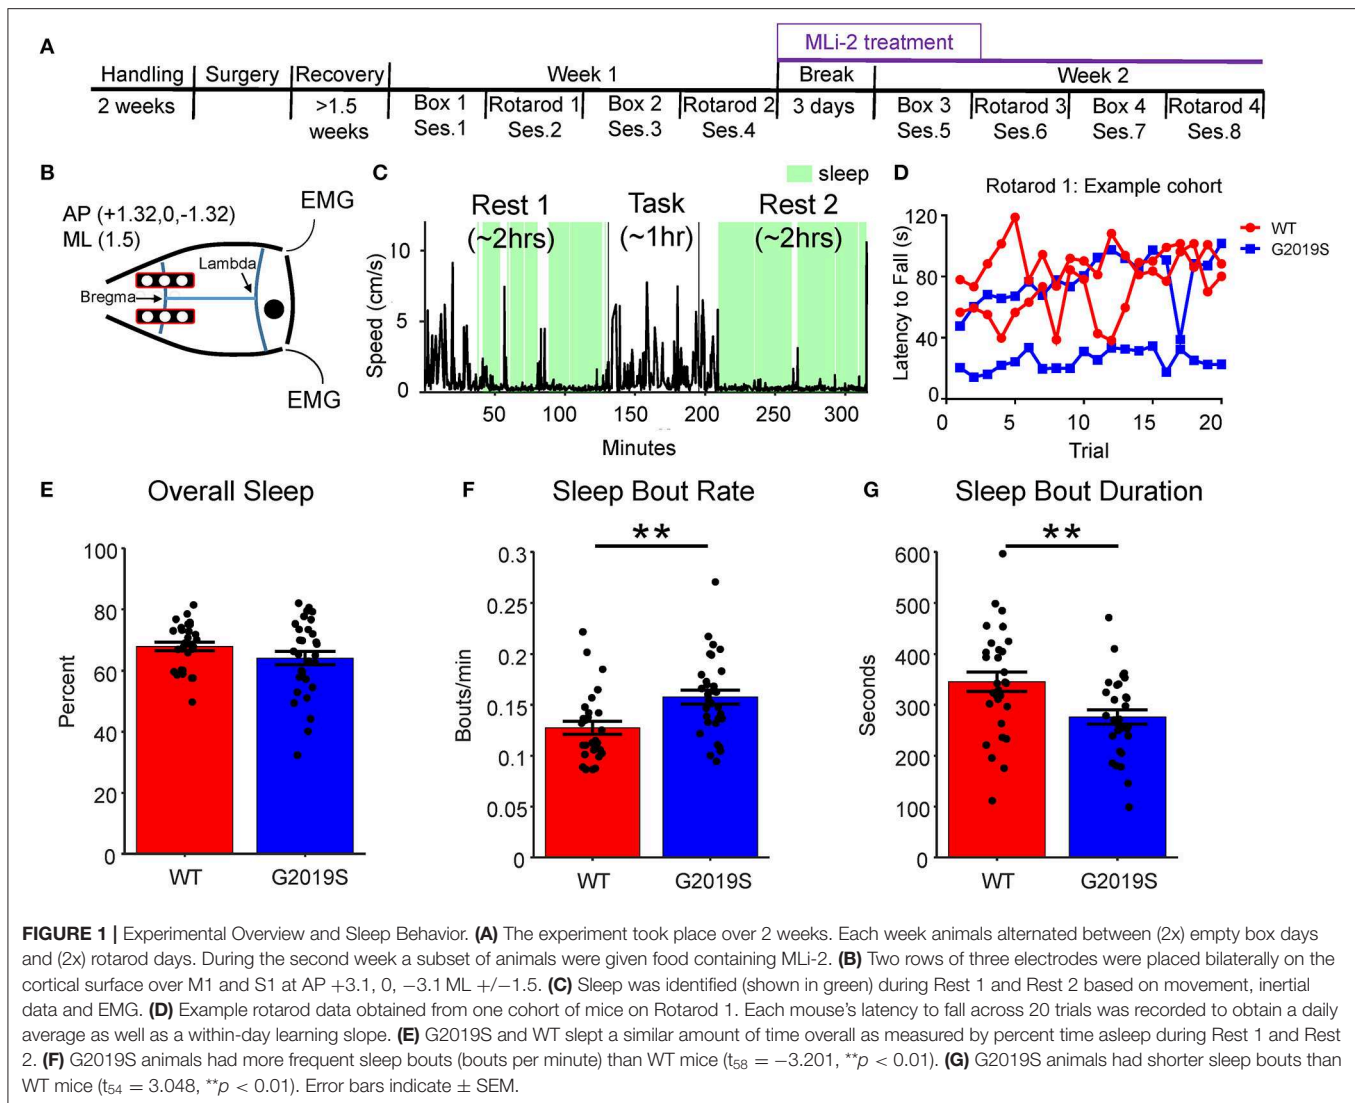 A
MLi-2 treatment
Handling Surgery Recovery Week 1 Break Week 2
2 weeks >1.5 weeks Box 1 Ses.1 Rotarod 1 Ses.2 Box 2 Ses.3 Rotarod 2 Ses.4 3 days Box 3 Ses.5 Rotarod 3 Ses.6 Box 4 Ses.7 Rotarod 4 Ses.8
B
AP (+1.32,0,-1.32)
ML (1.5)
EMG
Lambda
Bregma
EMG
C
sleep
Rest 1
(~2hrs)
Task
(~1hr)
Rest 2
(~2hrs)
Speed (cm/s)
10
5
0
50 100 150 200 250 300
Minutes
D
Rotarod 1: Example cohort
WT
G2019S
Latency to Fall (s)
120
80
40
0
0 5 10 15 20
Trial
E
Overall Sleep
Percent
100
80
60
40
20
0
WT G2019S
F
Sleep Bout Rate
**
Bouts/min
0.3
0.25
0.2
0.15
0.1
0.05
0
WT G2019S
G
Sleep Bout Duration
**
Seconds
600
500
400
300
200
100
0
WT G2019S
FIGURE 1 | Experimental Overview and Sleep Behavior. (A) The experiment took place over 2 weeks. Each week animals alternated between (2x) empty box days
and (2x) rotarod days. During the second week a subset of animals were given food containing MLi-2. (B) Two rows of three electrodes were placed bilaterally on the
cortical surface over M1 and S1 at AP +3.1, 0, −3.1 ML +/−1.5. (C) Sleep was identified (shown in green) during Rest 1 and Rest 2 based on movement, inertial
data and EMG. (D) Example rotarod data obtained from one cohort of mice on Rotarod 1. Each mouse's latency to fall across 20 trials was recorded to obtain a daily
average as well as a within-day learning slope. (E) G2019S and WT slept a similar amount of time overall as measured by percent time asleep during Rest 1 and Rest
2. (F) G2019S animals had more frequent sleep bouts (bouts per minute) than WT mice (t58 = −3.201, **p < 0.01). (G) G2019S animals had shorter sleep bouts than
WT mice (t54 = 3.048, **p < 0.01). Error bars indicate ± SEM.